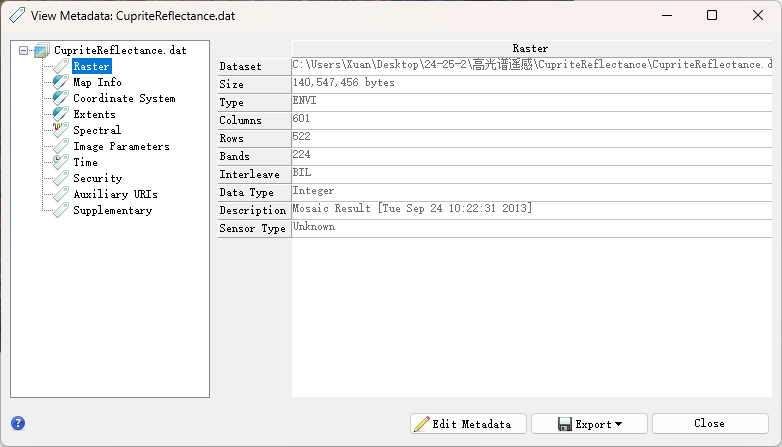 View Metadata: CupriteReflectance.dat
CupriteReflectance.dat
Raster
Map Info
Coordinate System
Extents
Spectral
Image Parameters
Time
Security
Auxiliary URIs
Supplementary
Raster
Dataset C:\Users\Xuan\Desktop\24-25-2\高光谱遥感\CupriteReflectance\CupriteReflectance.d
Size 140,547,456 bytes
Type ENVI
Columns 601
Rows 522
Bands 224
Interleave BIL
Data Type Integer
Description Mosaic Result [Tue Sep 24 10:22:31 2013]
Sensor Type Unknown
? Edit Metadata Export Close